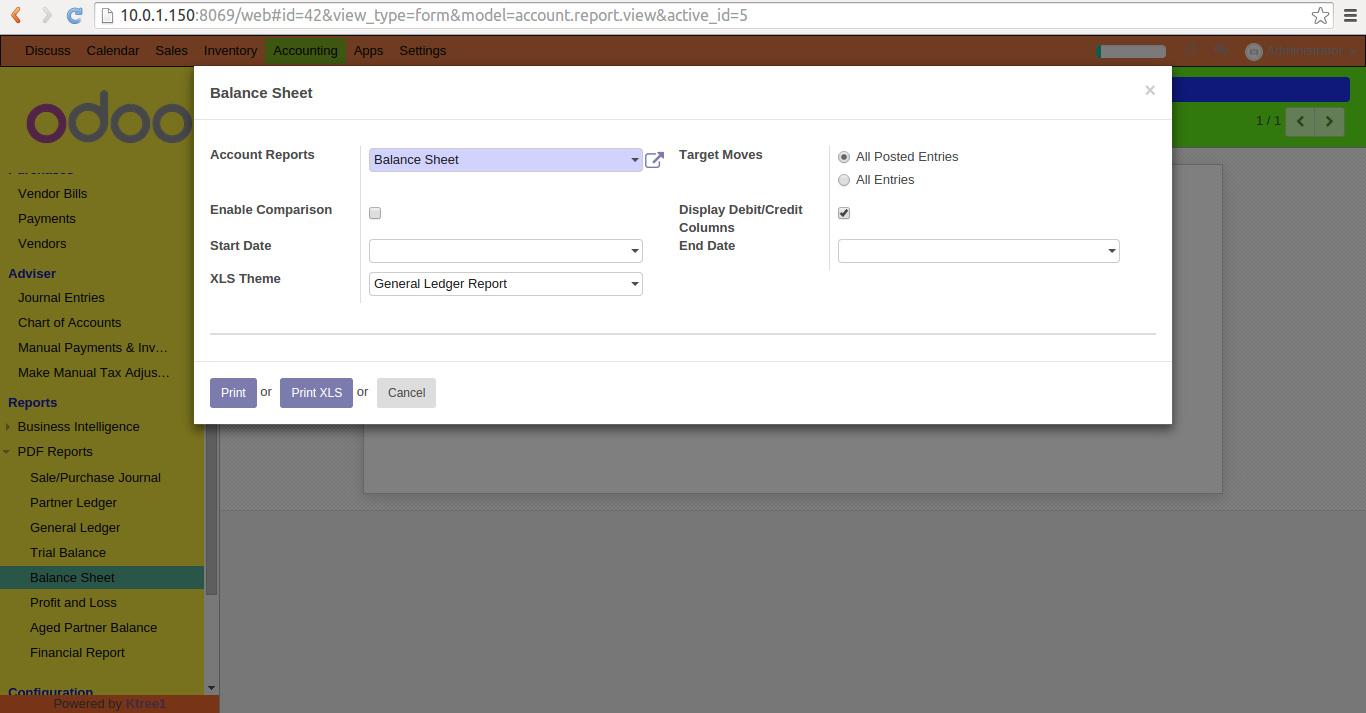 10.0.1.150:8069/web#id=42&view_type=form&model=account.report.view&active_id=5
Discuss Calendar Sales Inventory Accounting Apps Settings Administrator
odoo
Balance Sheet ×
1 / 1
Account Reports Balance Sheet Target Moves All Posted Entries
All Entries
Enable Comparison Display Debit/Credit Columns
Start Date End Date
XLS Theme General Ledger Report
Print or Print XLS or Cancel
Purchases
Vendor Bills
Payments
Vendors
Adviser
Journal Entries
Chart of Accounts
Manual Payments & Inv...
Make Manual Tax Adjus...
Reports
Business Intelligence
PDF Reports
Sale/Purchase Journal
Partner Ledger
General Ledger
Trial Balance
Balance Sheet
Profit and Loss
Aged Partner Balance
Financial Report
Configuration
Powered by Ktree1